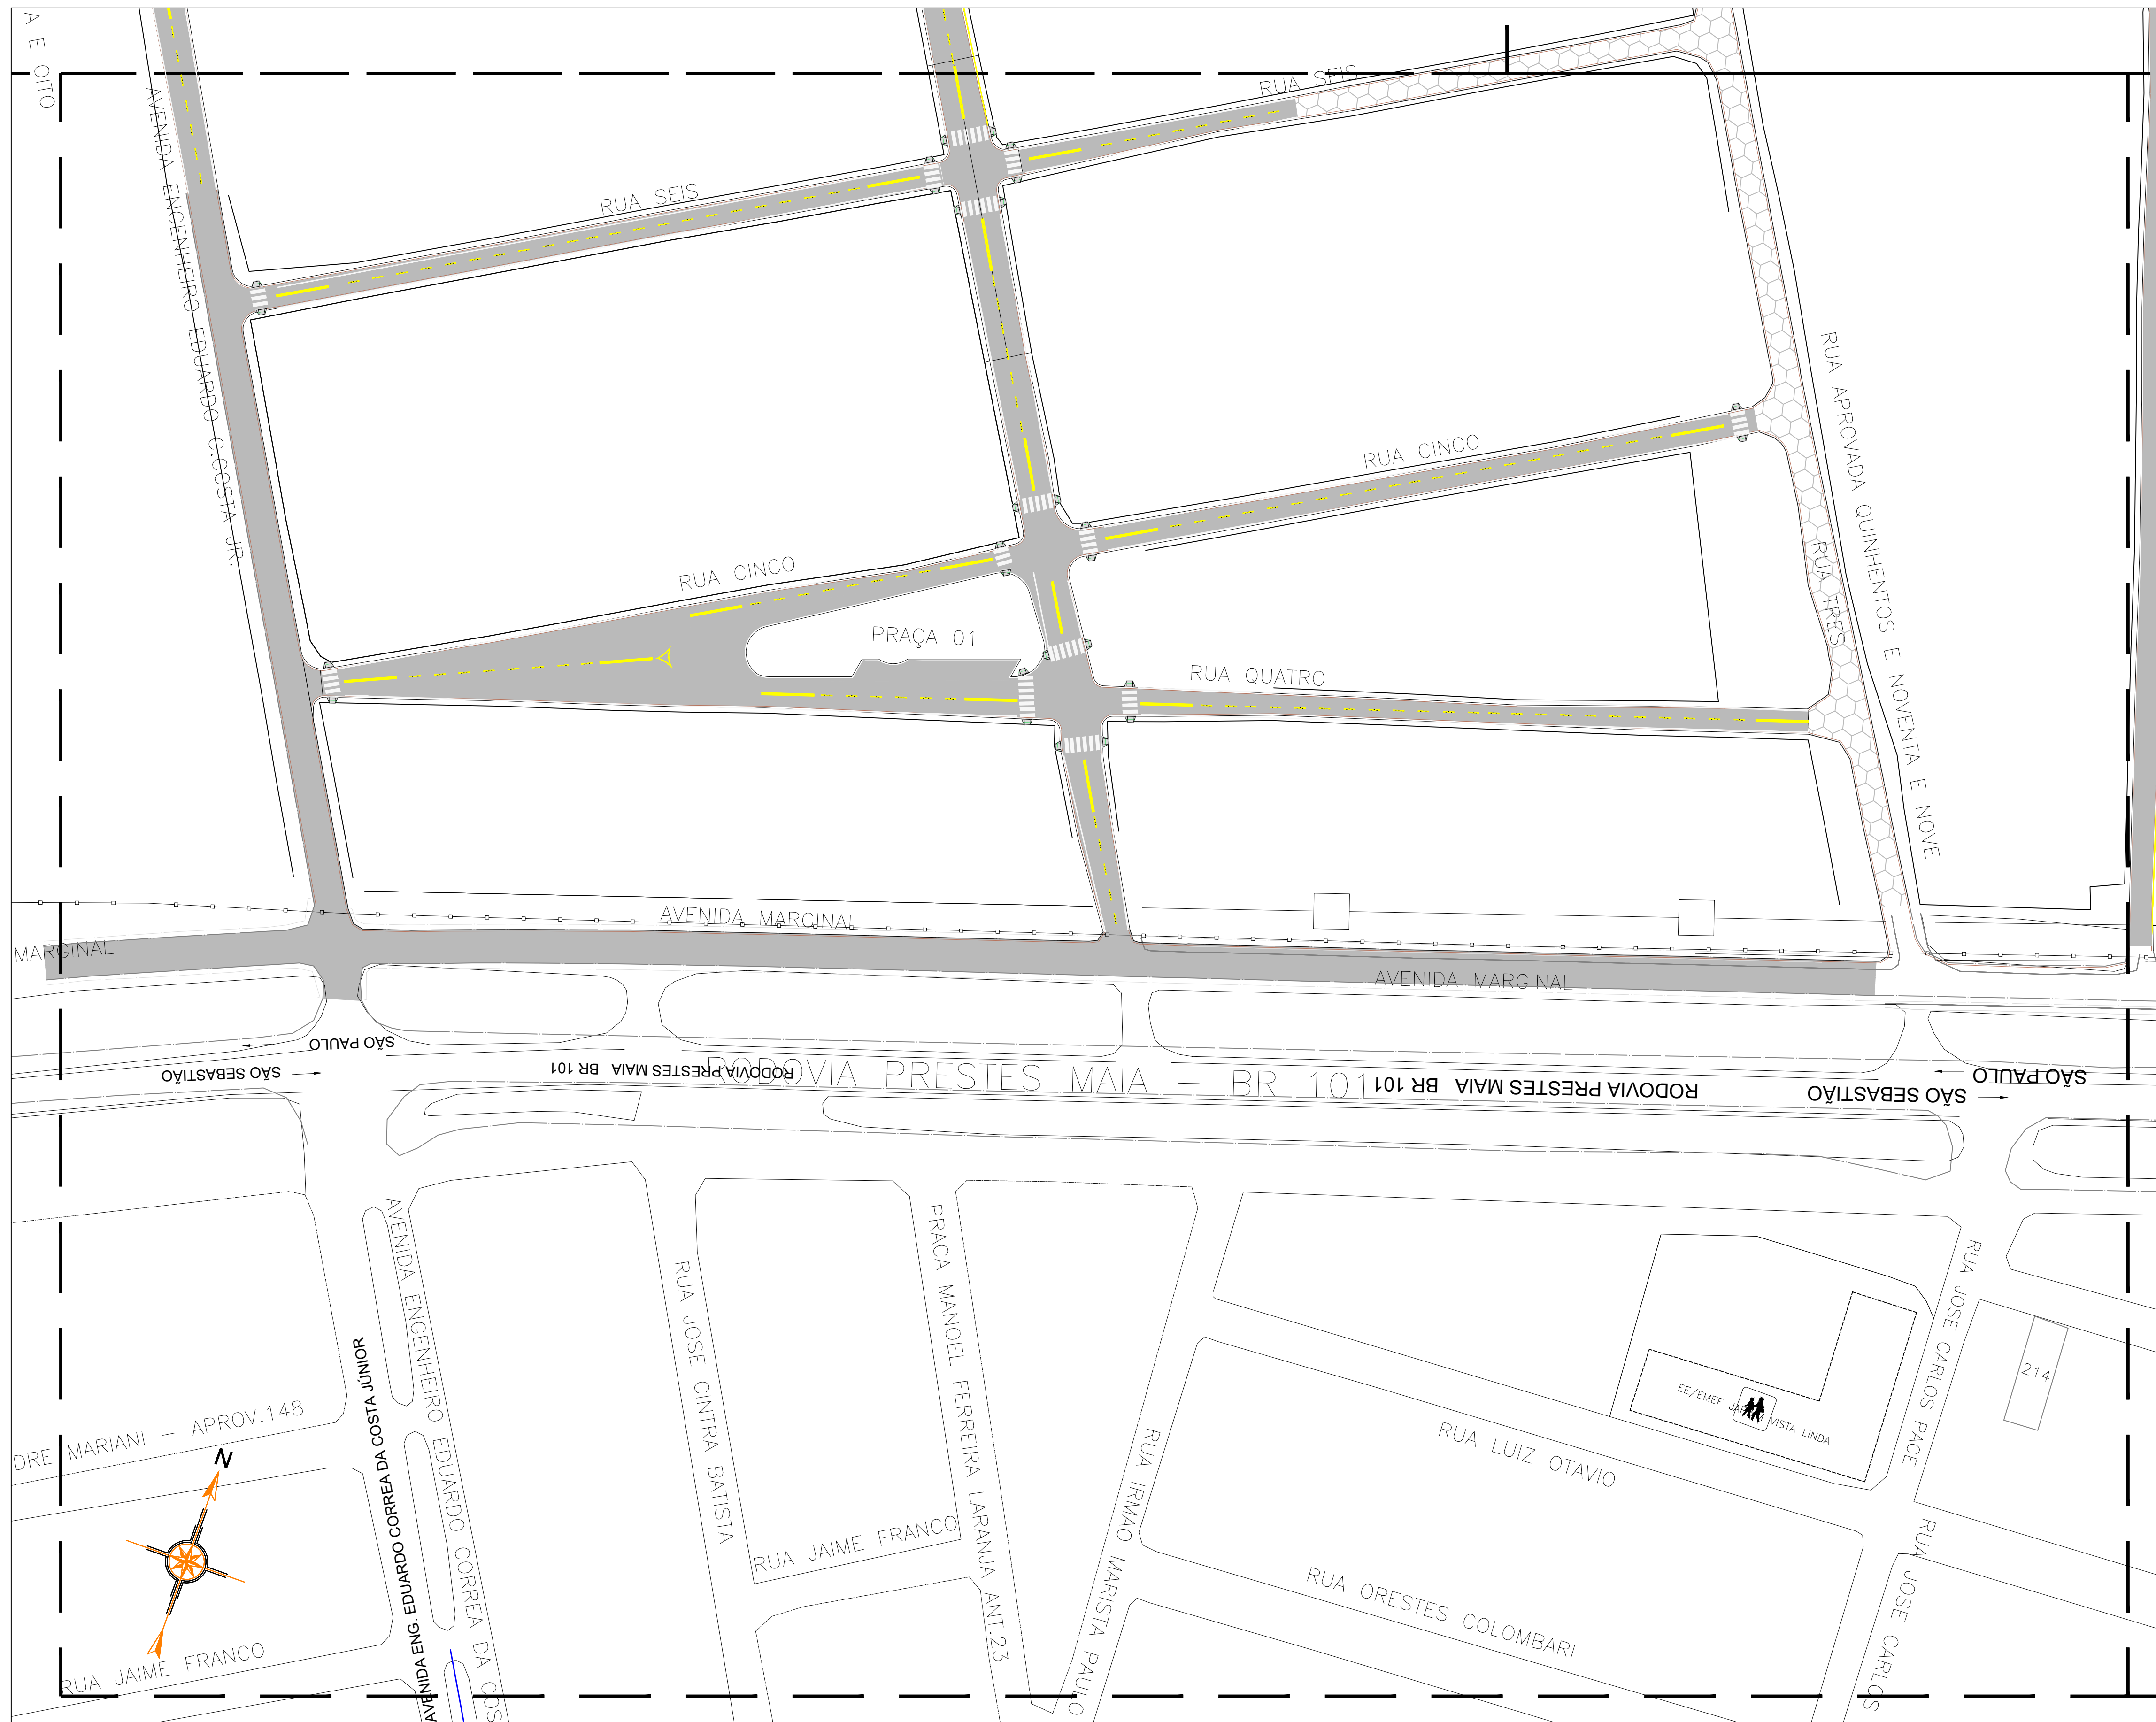 A E OITO
RUA SEIS
AVENIDA ENGENHEIRO EDUARDO C.COSTA JR.
RUA SEIS
RUA APROVADA QUINHENTOS E NOVENTA E NOVE
RUA CINCO
RUA TRES
RUA CINCO
PRAÇA 01
RUA QUATRO
AVENIDA MARGINAL
MARGINAL
AVENIDA MARGINAL
SÃO PAULO
SÃO SEBASTIÃO
RODOVIA PRESTES MAIA BR 101
RODOVIA PRESTES MAIA - BR 101
RODOVIA PRESTES MAIA BR 101
SÃO PAULO
SÃO SEBASTIÃO
AVENIDA ENGENHEIRO EDUARDO CORREA DA COS
AVENIDA ENG. EDUARDO CORREA DA COSTA JÚNIOR
RUA JOSE CINTRA BATISTA
PRACA MANOEL FERREIRA LARANJA ANT.23
RUA JOSE CARLOS PACE
214
EE/EMEF JARDIM VISTA LINDA
DRE MARIANI - APROV.148
N
RUA IRMAO MARISTA PAULO
RUA LUIZ OTAVIO
RUA JAIME FRANCO
RUA ORESTES COLOMBARI
RUA JOSE CARLOS
RUA JAIME FRANCO